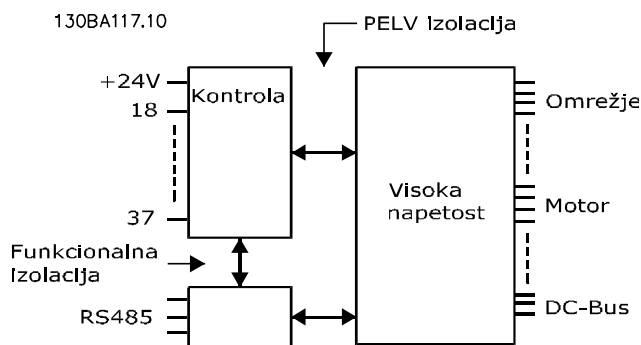 130BA117.10
PELV izolacija
+24V
18
37
Kontrola
Visoka
napetost
Omrežje
Motor
DC-Bus
Funkcionalna
izolacija
RS485